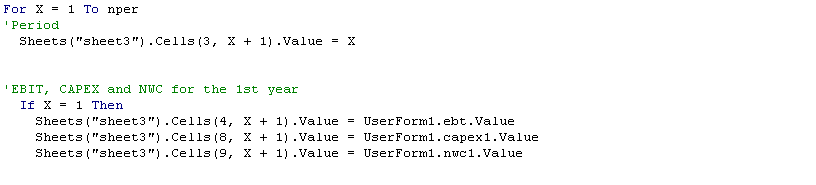 For X = 1 To nper
'Period
Sheets("sheet3").Cells(3, X + 1).Value = X
'EBIT, CAPEX and NWC for the 1st year
If X = 1 Then
Sheets("sheet3").Cells(4, X + 1).Value = UserForm1.ebt.Value
Sheets("sheet3").Cells(8, X + 1).Value = UserForm1.capex1.Value
Sheets("sheet3").Cells(9, X + 1).Value = UserForm1.nwc1.Value